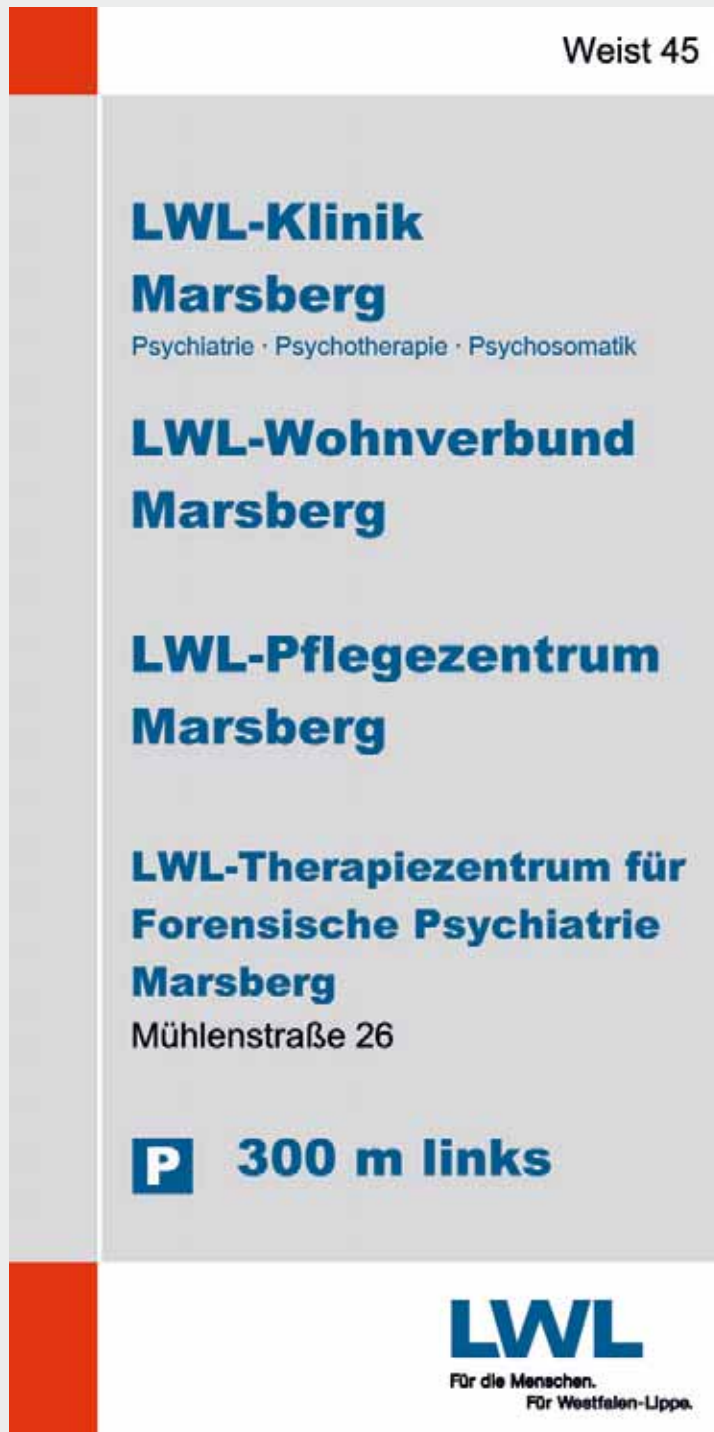 Weist 45
LWL-Klinik
Marsberg
Psychiatrie · Psychotherapie · Psychosomatik
LWL-Wohnverbund
Marsberg
LWL-Pflegezentrum
Marsberg
LWL-Therapiezentrum für
Forensische Psychiatrie
Marsberg
Mühlenstraße 26
P 300 m links
LWL
Für die Menschen.
Für Westfalen-Lippe.